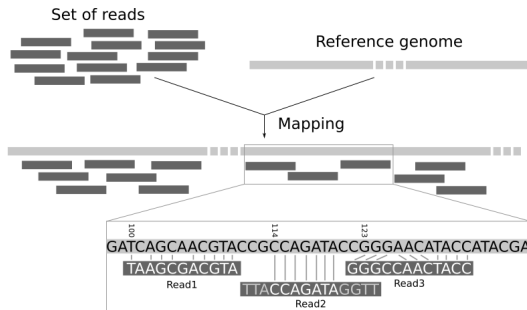 Set of reads
Reference genome
Mapping
100 114 123
GATCAGCAACGTACCGCCAGATACCGGGAACATACCATACGA
TAAGCGACGTA TTACCAGATAGGTT GGGCCAACTACC
Read1 Read2 Read3